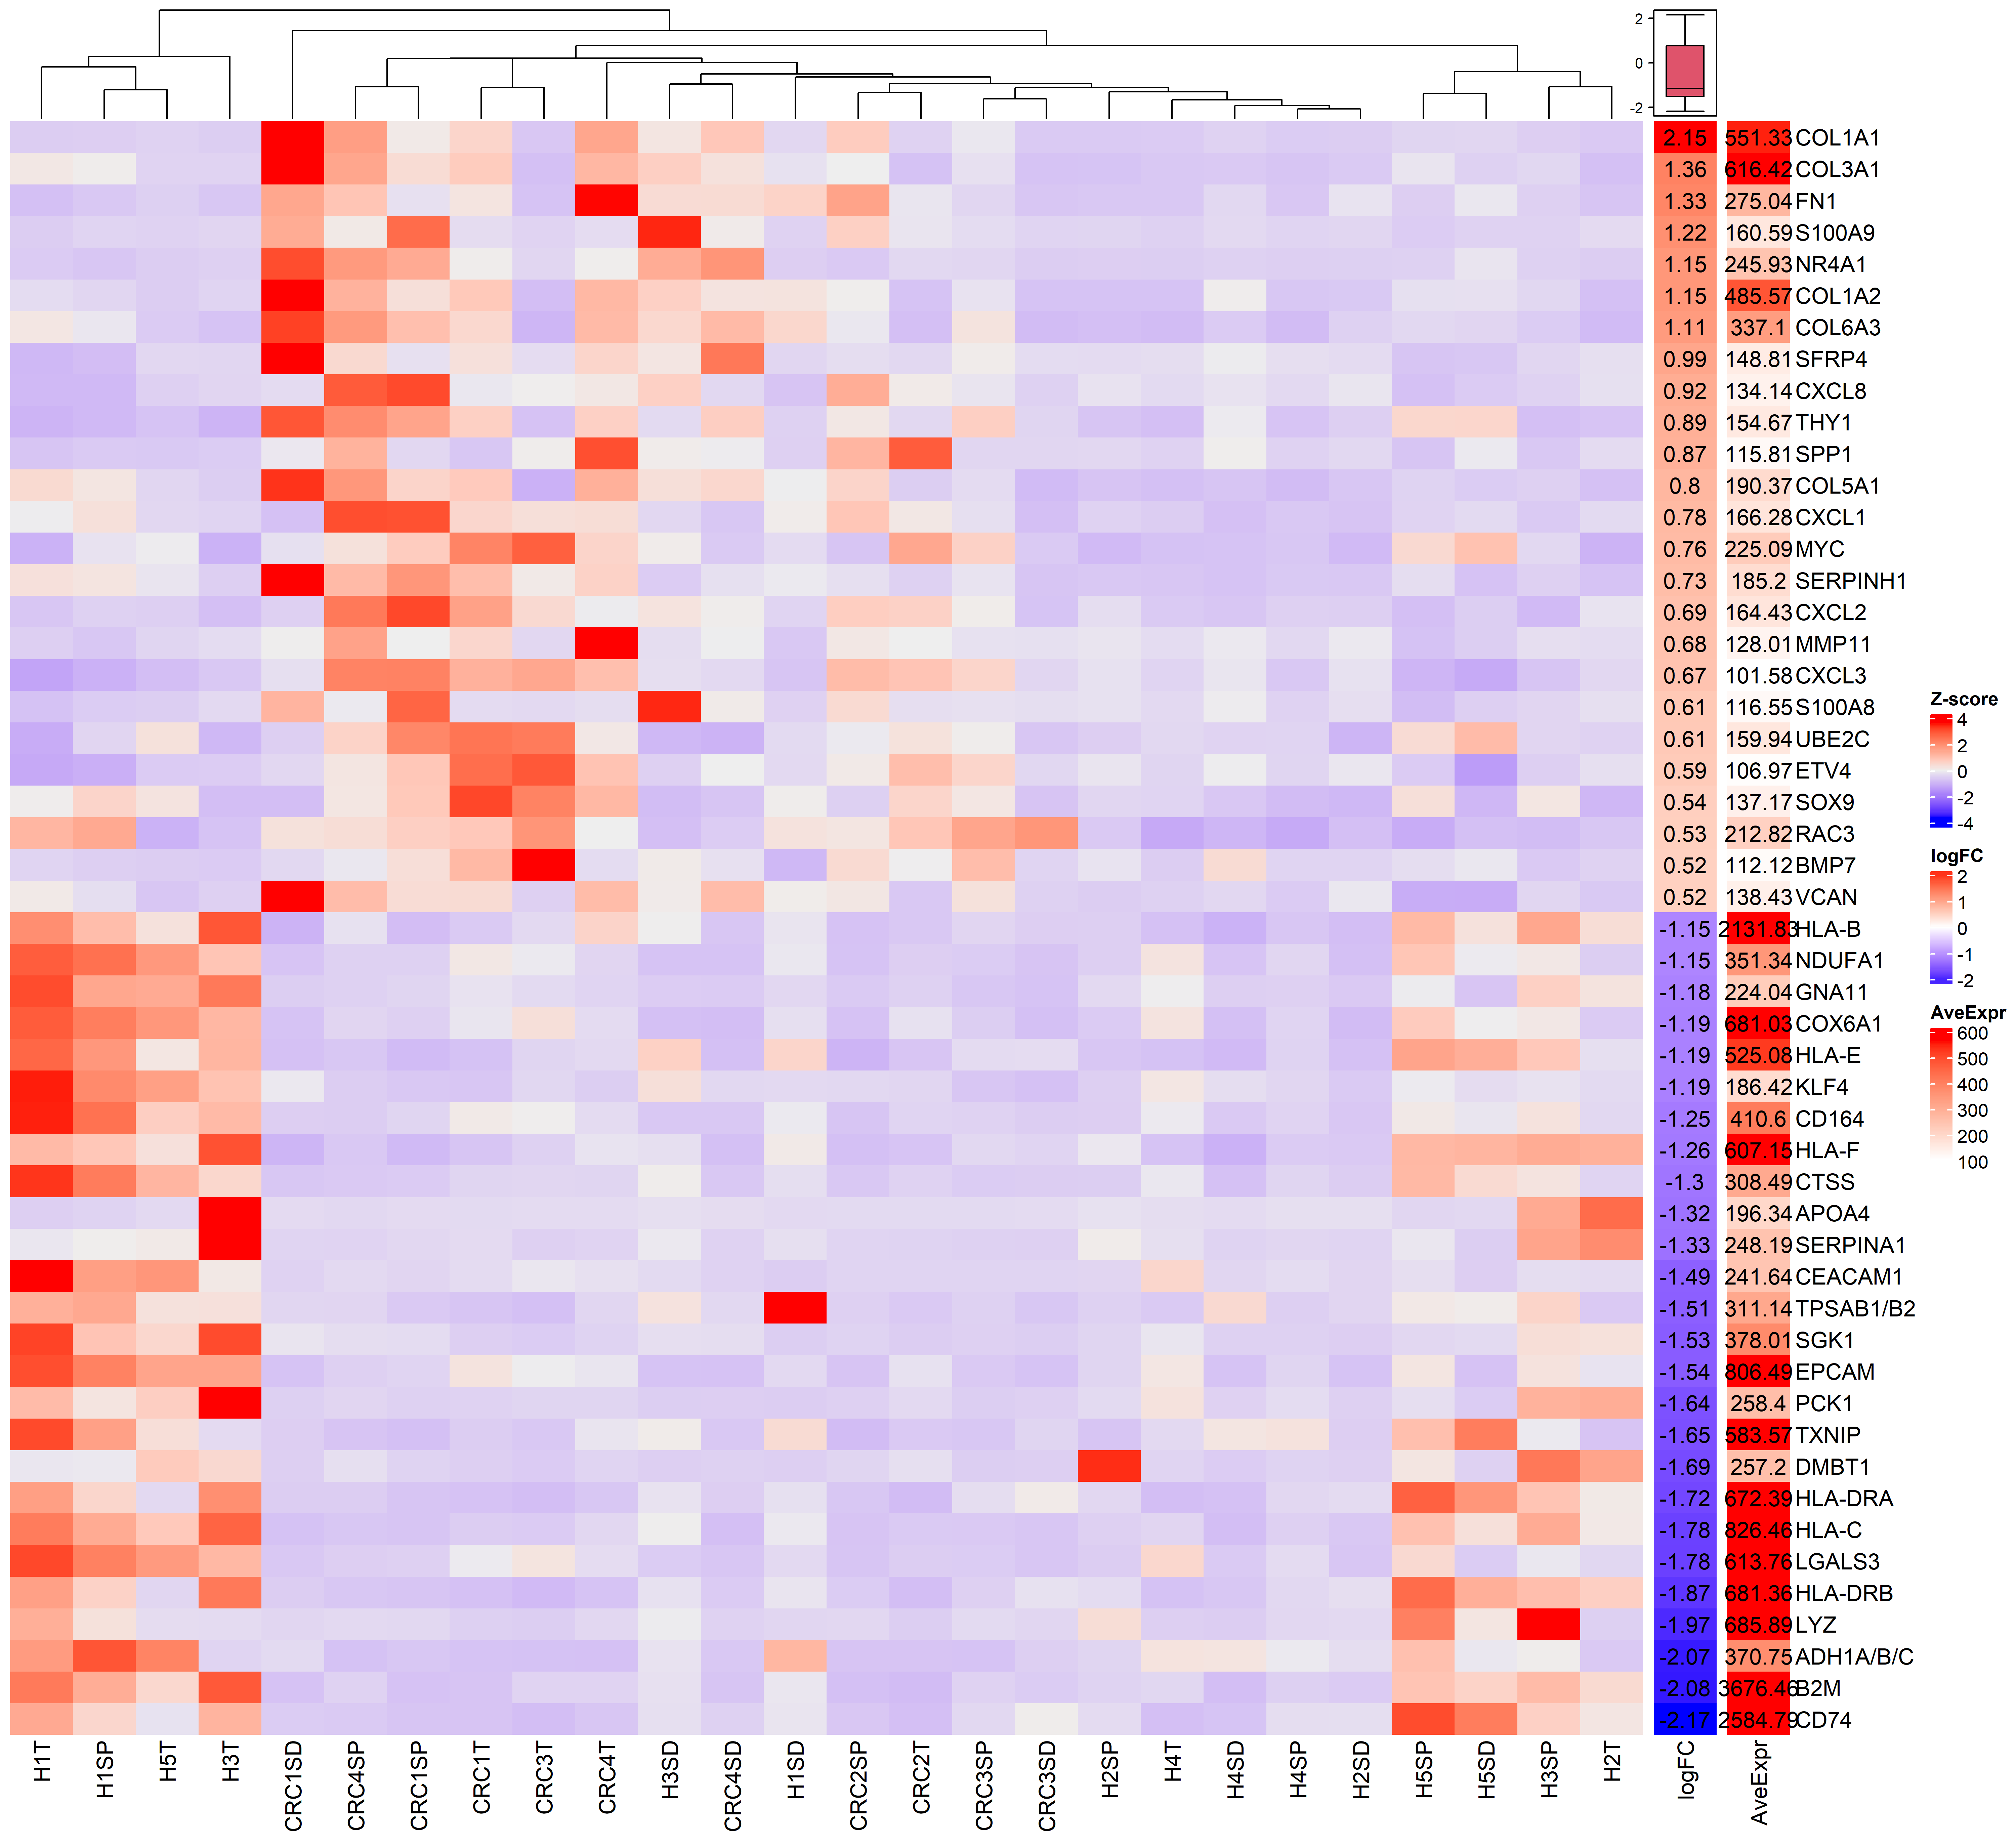 2
0
-2
2.15 551.33 COL1A1
1.36 616.42 COL3A1
1.33 275.04 FN1
1.22 160.59 S100A9
1.15 245.93 NR4A1
1.15 485.57 COL1A2
1.11 337.1 COL6A3
0.99 148.81 SFRP4
0.92 134.14 CXCL8
0.89 154.67 THY1
0.87 115.81 SPP1
0.8 190.37 COL5A1
0.78 166.28 CXCL1
0.76 225.09 MYC
0.73 185.2 SERPINH1
0.69 164.43 CXCL2
0.68 128.01 MMP11
0.67 101.58 CXCL3
0.61 116.55 S100A8
0.61 159.94 UBE2C
0.59 106.97 ETV4
0.54 137.17 SOX9
0.53 212.82 RAC3
0.52 112.12 BMP7
0.52 138.43 VCAN
-1.15 2131.83 HLA-B
-1.15 351.34 NDUFA1
-1.18 224.04 GNA11
-1.19 681.03 COX6A1
-1.19 525.08 HLA-E
-1.19 186.42 KLF4
-1.25 410.6 CD164
-1.26 607.15 HLA-F
-1.3 308.49 CTSS
-1.32 196.34 APOA4
-1.33 248.19 SERPINA1
-1.49 241.64 CEACAM1
-1.51 311.14 TPSAB1/B2
-1.53 378.01 SGK1
-1.54 806.49 EPCAM
-1.64 258.4 PCK1
-1.65 583.57 TXNIP
-1.69 257.2 DMBT1
-1.72 672.39 HLA-DRA
-1.78 826.46 HLA-C
-1.78 613.76 LGALS3
-1.87 681.36 HLA-DRB
-1.97 685.89 LYZ
-2.07 370.75 ADH1A/B/C
-2.08 3676.46 B2M
-2.17 2584.79 CD74
H1T H1SP H5T H3T CRC1SD CRC4SP CRC1SP CRC1T CRC3T CRC4T H3SD CRC4SD H1SD CRC2SP CRC2T CRC3SP CRC3SD H2SP H4T H4SD H4SP H2SD H5SP H5SD H3SP H2T logFC AveExpr
Z-score
4
2
0
-2
-4
logFC
2
1
0
-1
-2
AveExpr
600
500
400
300
200
100